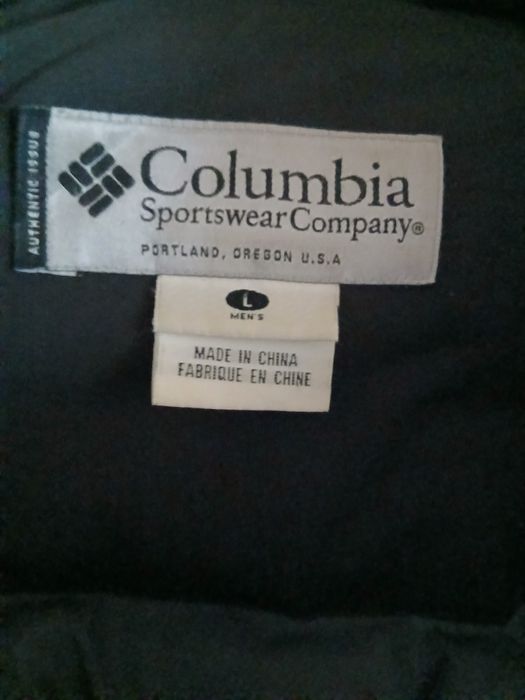 AUTHENTIC ISSUE
Columbia
Sportswear Company®
PORTLAND, OREGON U.S.A
L
MEN'S
MADE IN CHINA
FABRIQUE EN CHINE